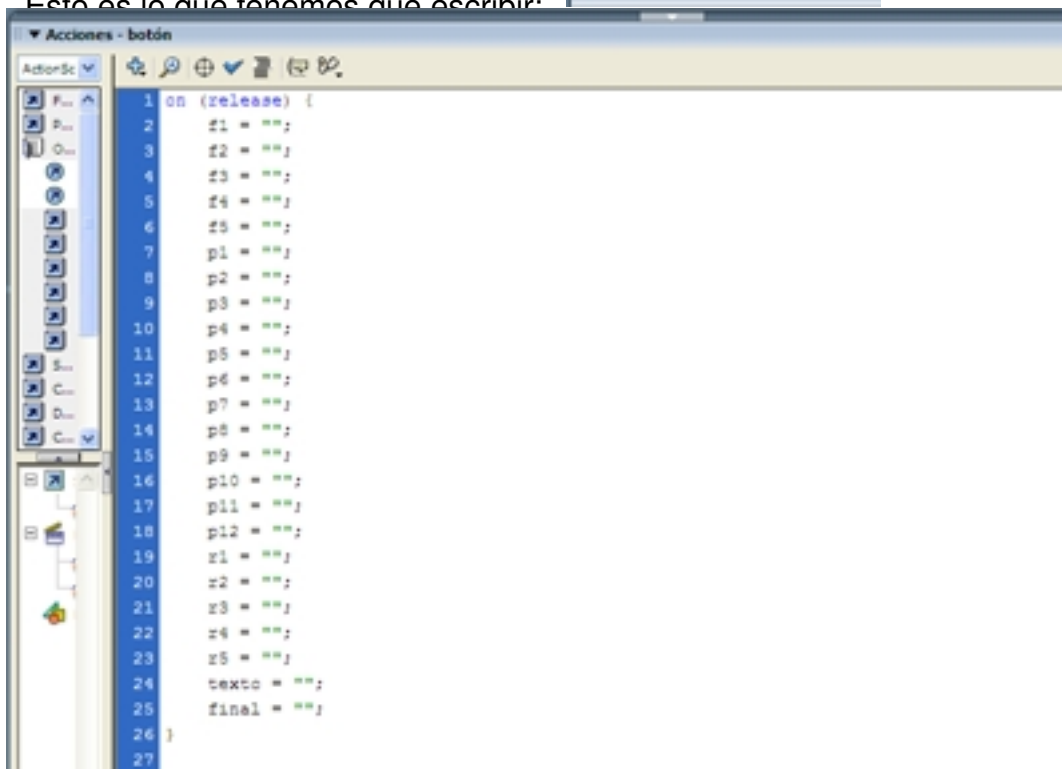 Esto es lo que tenemos que escribir:
Acciones - botón
ActionSc
F...
P...
O...
S...
C...
D...
C...
1 on (release) {
2 f1 = "";
3 f2 = "";
4 f3 = "";
5 f4 = "";
6 f5 = "";
7 p1 = "";
8 p2 = "";
9 p3 = "";
10 p4 = "";
11 p5 = "";
12 p6 = "";
13 p7 = "";
14 p8 = "";
15 p9 = "";
16 p10 = "";
17 p11 = "";
18 p12 = "";
19 r1 = "";
20 r2 = "";
21 r3 = "";
22 r4 = "";
23 r5 = "";
24 texto = "";
25 final = "";
26 }
27